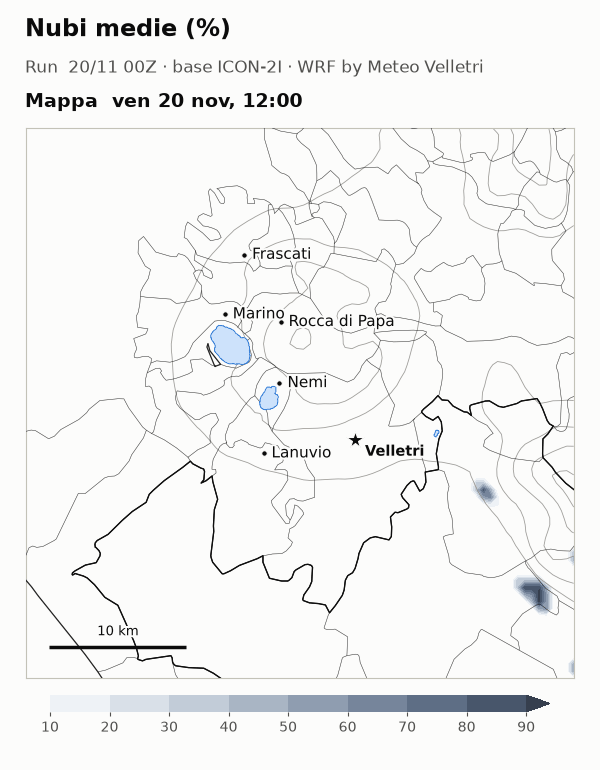 Nubi medie (%)
Run  20/11 00Z · base ICON-2I · WRF by Meteo Velletri
Mappa  ven 20 nov, 12:00
Frascati
Marino
Rocca di Papa
Nemi
Velletri
Lanuvio
10 km
10 20 30 40 50 60 70 80 90